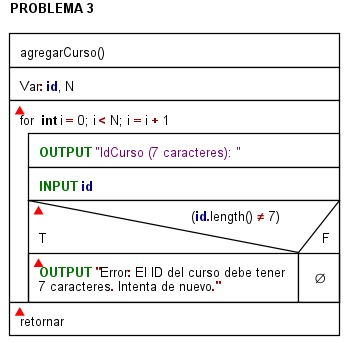 PROBLEMA 3
agregarCurso()
Var: id, N
for int i = 0; i < N; i = i + 1
OUTPUT "IdCurso (7 caracteres): "
INPUT id
(id.length() ≠ 7)
T F
OUTPUT "Error: El ID del curso debe tener
7 caracteres. Intenta de nuevo."
∅
retornar